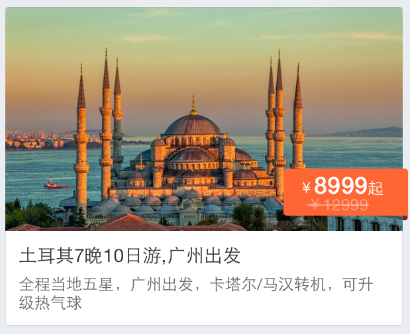 ¥8999起
¥12999
土耳其7晚10日游,广州出发
全程当地五星，广州出发，卡塔尔/马汉转机，可升
级热气球